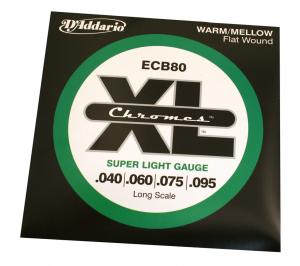 D'Addario
WARM/MELLOW
Flat Wound
ECB80
XL
Chromes
SUPER LIGHT GAUGE
.040 .060 .075 .095
Long Scale